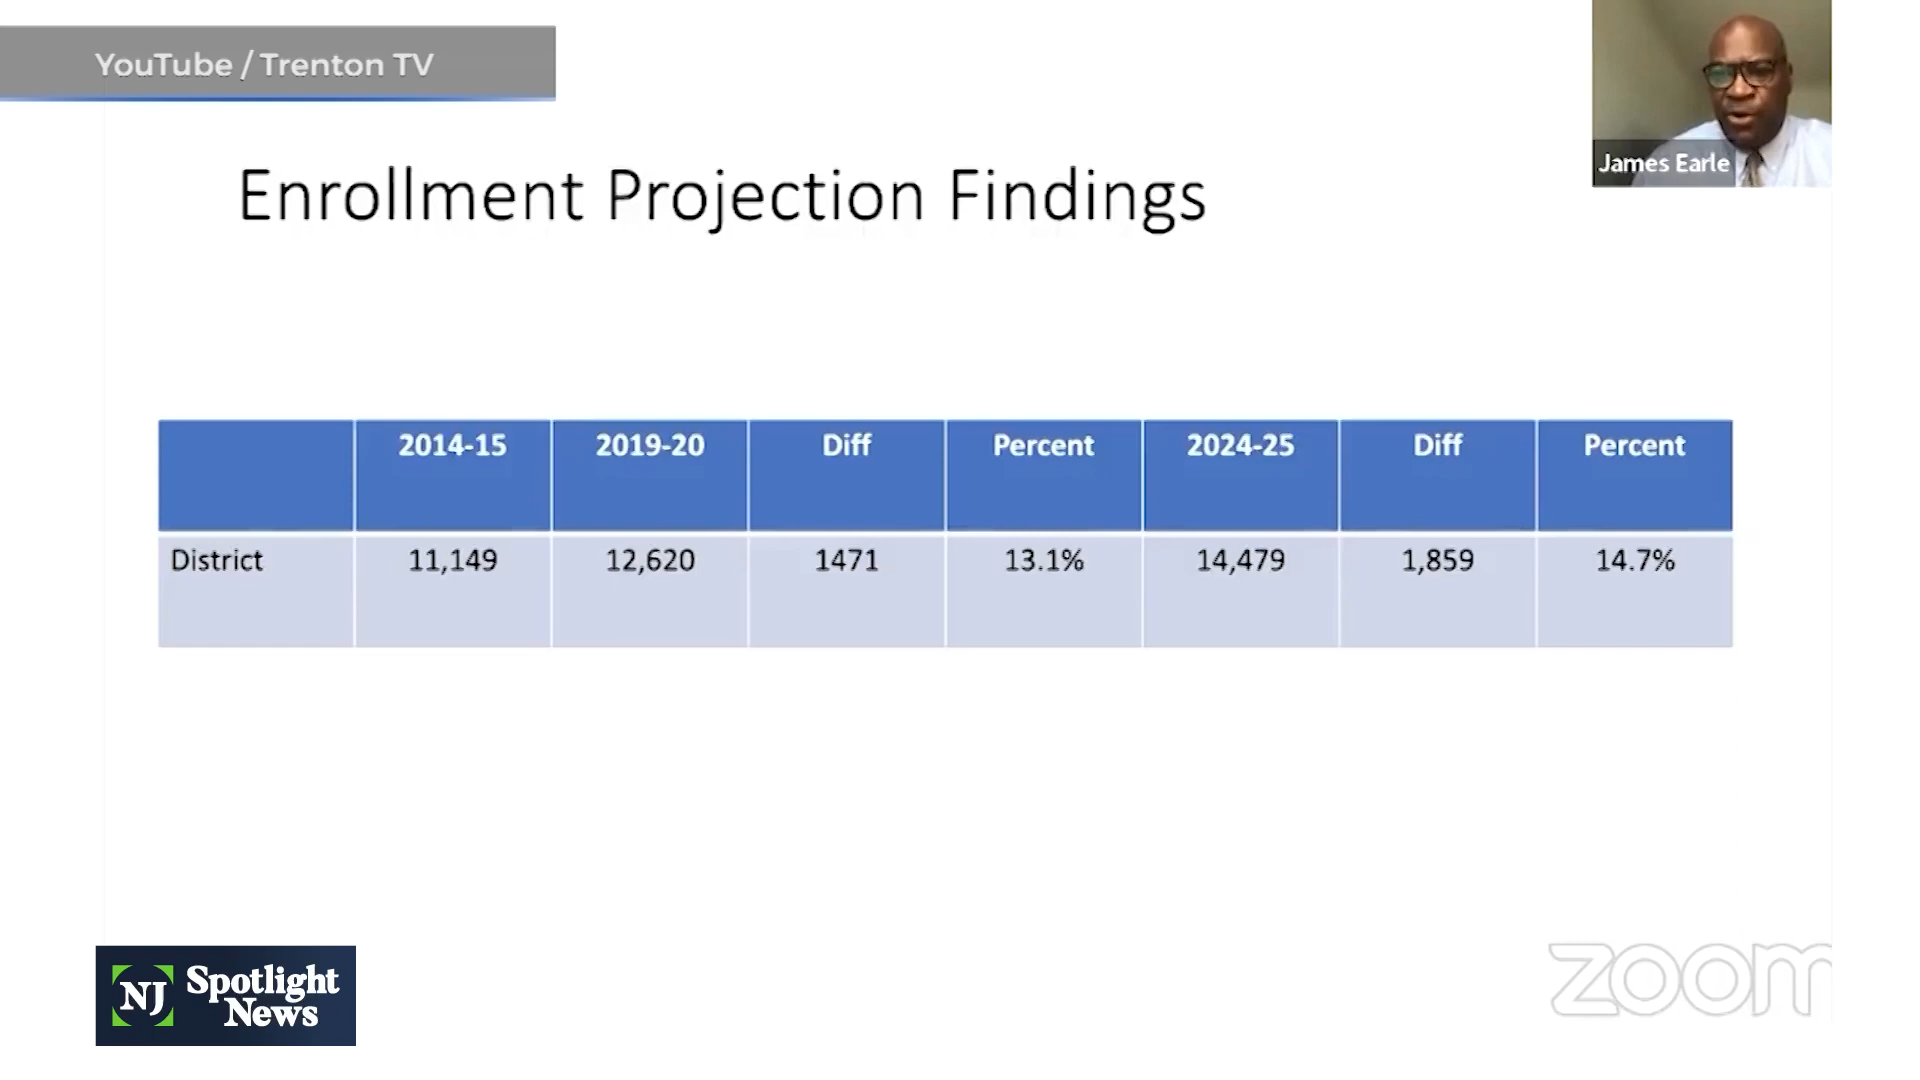 YouTube / Trenton TV
James Earle
Enrollment Projection Findings
2014-15 2019-20 Diff Percent 2024-25 Diff Percent
District 11,149 12,620 1471 13.1% 14,479 1,859 14.7%
NJ Spotlight
News
zoom